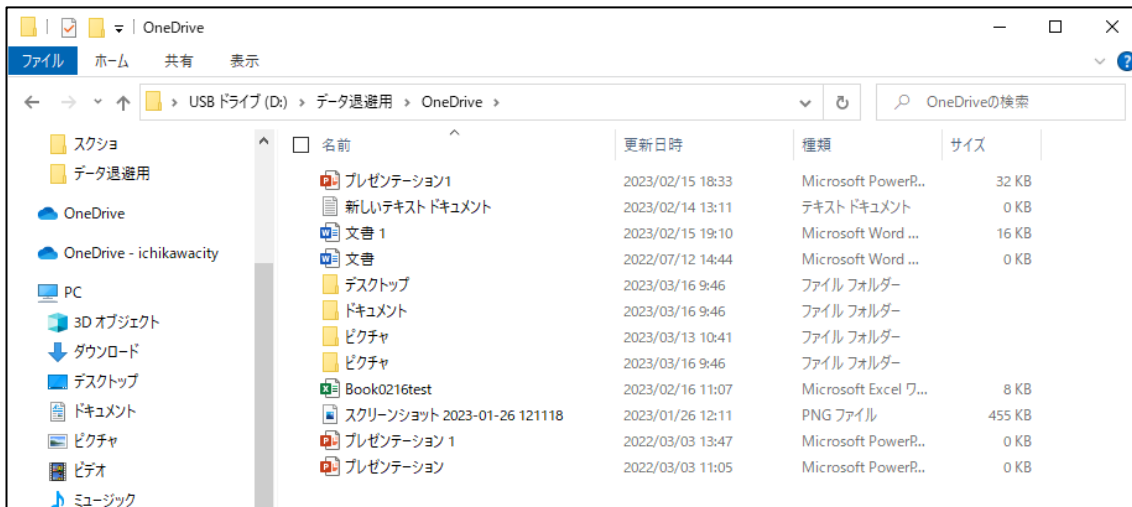 OneDrive
ファイル ホーム 共有 表示
USB ドライブ (D:) › データ退避用 › OneDrive › OneDriveの検索
スクショ
データ退避用
OneDrive
OneDrive - ichikawacity
PC
3D オブジェクト
ダウンロード
デスクトップ
ドキュメント
ピクチャ
ビデオ
ミュージック
名前 更新日時 種類 サイズ
プレゼンテーション1 2023/02/15 18:33 Microsoft PowerP... 32 KB
新しいテキスト ドキュメント 2023/02/14 13:11 テキスト ドキュメント 0 KB
文書 1 2023/02/15 19:10 Microsoft Word ... 16 KB
文書 2022/07/12 14:44 Microsoft Word ... 0 KB
デスクトップ 2023/03/16 9:46 ファイル フォルダー
ドキュメント 2023/03/16 9:46 ファイル フォルダー
ピクチャ 2023/03/13 10:41 ファイル フォルダー
ピクチャ 2023/03/16 9:46 ファイル フォルダー
Book0216test 2023/02/16 11:07 Microsoft Excel ワ... 8 KB
スクリーンショット 2023-01-26 121118 2023/01/26 12:11 PNG ファイル 455 KB
プレゼンテーション 1 2022/03/03 13:47 Microsoft PowerP... 0 KB
プレゼンテーション 2022/03/03 11:05 Microsoft PowerP... 0 KB